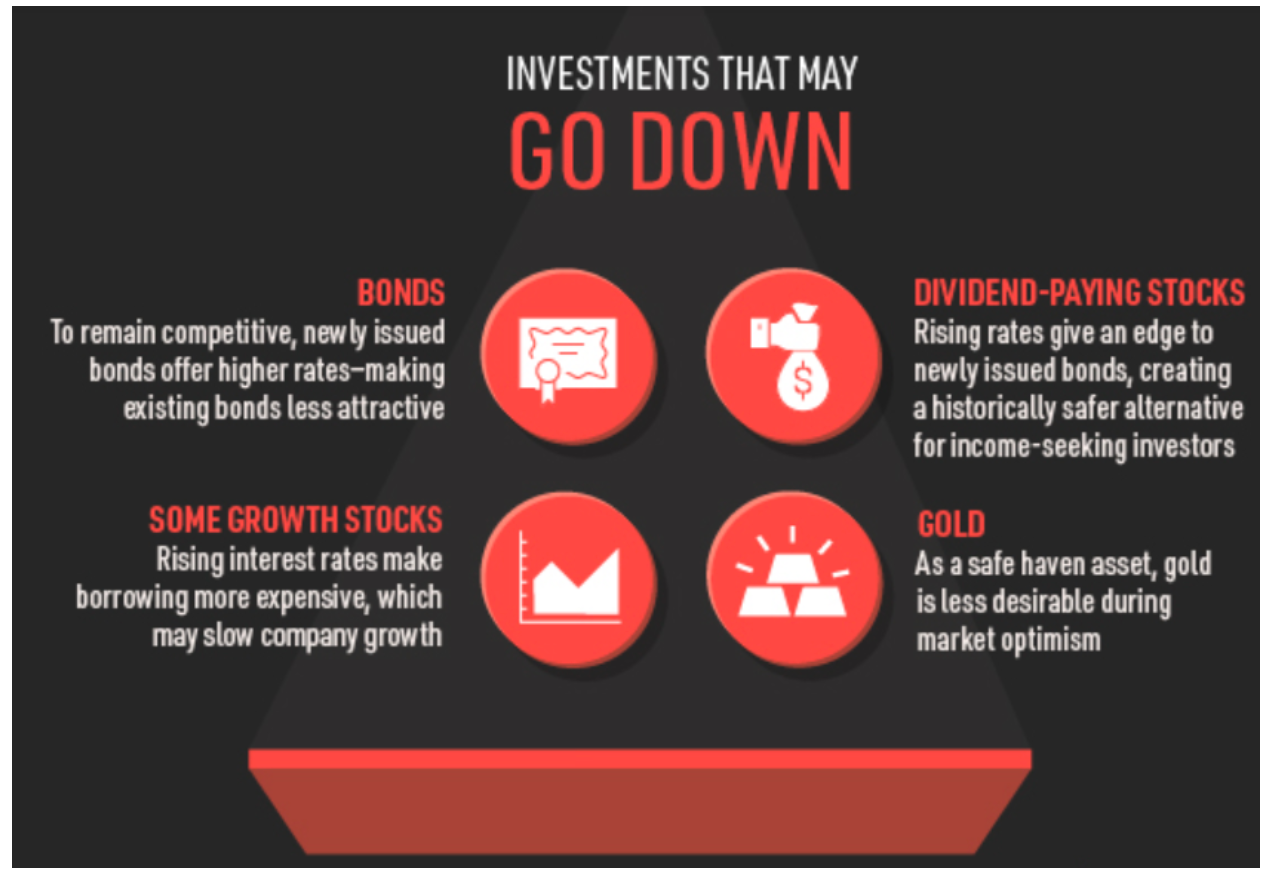 INVESTMENTS THAT MAY
GO DOWN
BONDS
To remain competitive, newly issued
bonds offer higher rates–making
existing bonds less attractive
DIVIDEND-PAYING STOCKS
Rising rates give an edge to
newly issued bonds, creating
a historically safer alternative
for income-seeking investors
SOME GROWTH STOCKS
Rising interest rates make
borrowing more expensive, which
may slow company growth
GOLD
As a safe haven asset, gold
is less desirable during
market optimism
$